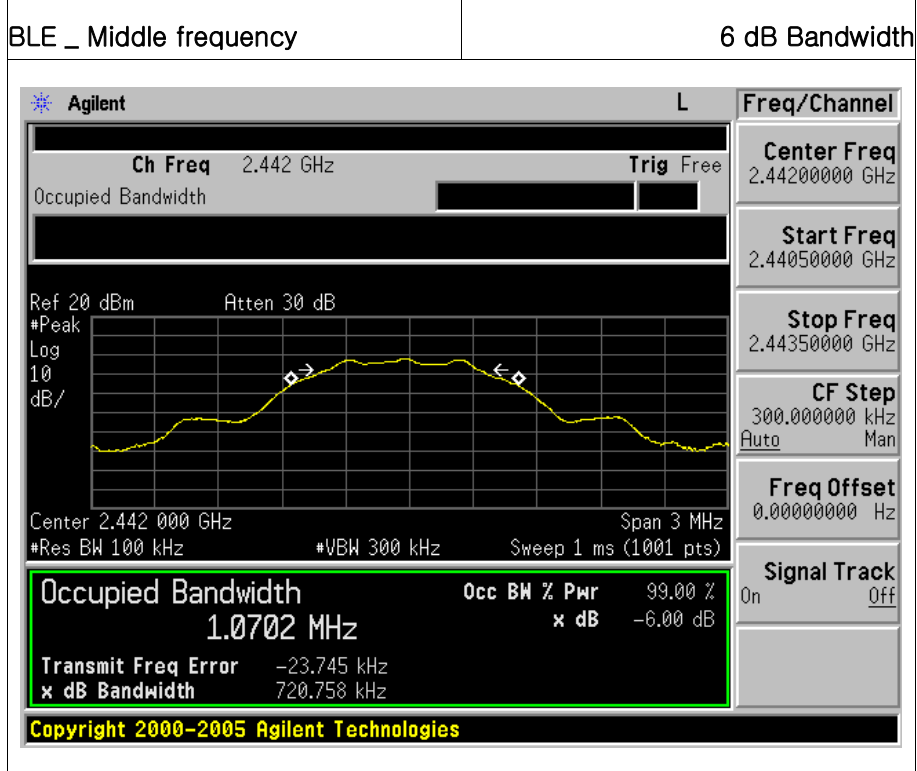 BLE _ Middle frequency 6 dB Bandwidth
Agilent L Freq/Channel
Ch Freq 2.442 GHz Trig Free
Occupied Bandwidth
Center Freq
2.44200000 GHz
Start Freq
2.44050000 GHz
Stop Freq
2.44350000 GHz
CF Step
300.000000 kHz
Auto Man
Freq Offset
0.00000000 Hz
Signal Track
On Off
Ref 20 dBm Atten 30 dB
#Peak
Log
10
dB/
Center 2.442 000 GHz Span 3 MHz
#Res BW 100 kHz #VBW 300 kHz Sweep 1 ms (1001 pts)
Occupied Bandwidth Occ BW % Pwr 99.00 %
1.0702 MHz x dB -6.00 dB
Transmit Freq Error -23.745 kHz
x dB Bandwidth 720.758 kHz
Copyright 2000-2005 Agilent Technologies